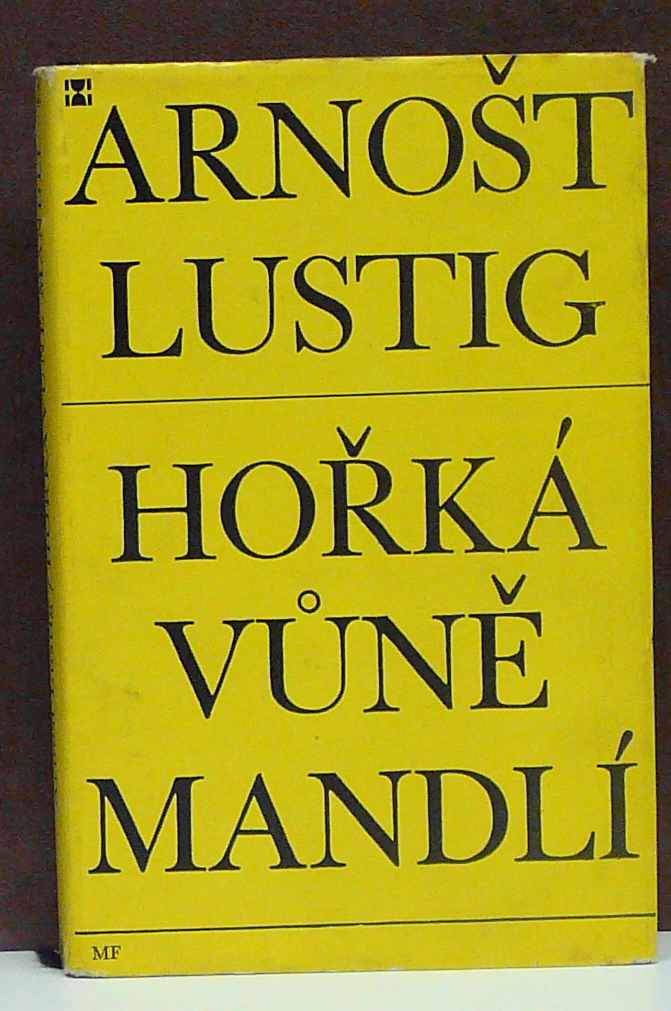 ARNOŠT
LUSTIG
HOŘKÁ
VŮNĚ
MANDLÍ
MF